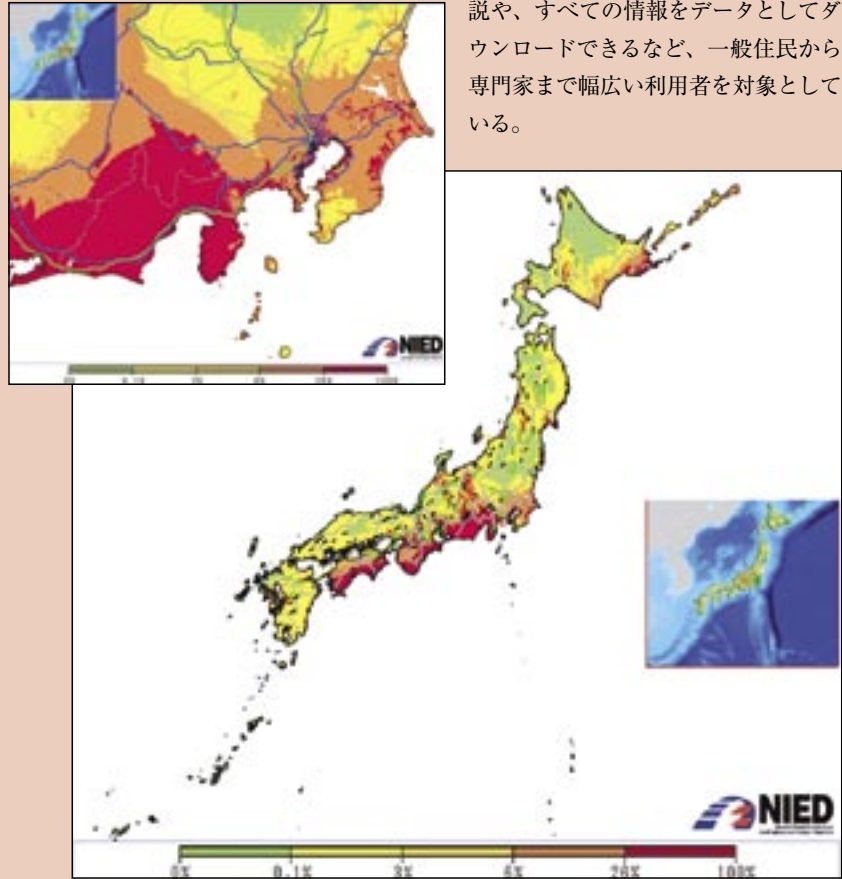 説や、すべての情報をデータとしてダ
ウンロードできるなど、一般住民から
専門家まで幅広い利用者を対象として
いる。
NIED
NIED
0% 0.1% 3% 6% 26% 100%